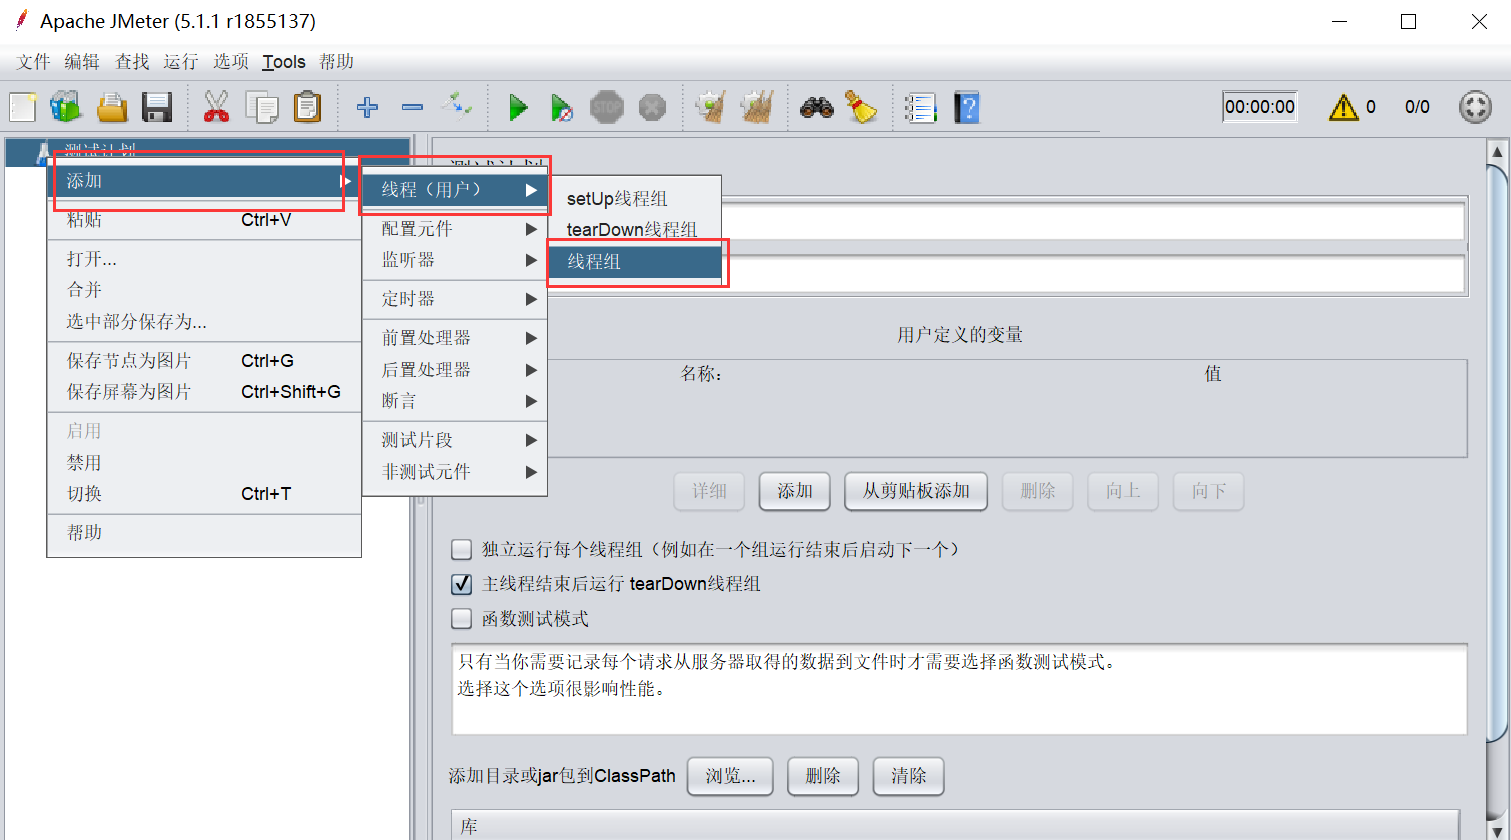 Apache JMeter (5.1.1 r1855137)
文件 编辑 查找 运行 选项 Tools 帮助
STOP
00:00:00
0
0/0
测试计划
添加
粘贴 Ctrl+V
打开...
合并
选中部分保存为...
保存节点为图片 Ctrl+G
保存屏幕为图片 Ctrl+Shift+G
启用
禁用
切换 Ctrl+T
帮助
线程（用户）
配置元件
监听器
定时器
前置处理器
后置处理器
断言
测试片段
非测试元件
setUp线程组
tearDown线程组
线程组
测试计划
用户定义的变量
名称: 值
详细 添加 从剪贴板添加 删除 向上 向下
独立运行每个线程组（例如在一个组运行结束后启动下一个）
主线程结束后运行 tearDown线程组
函数测试模式
只有当你需要记录每个请求从服务器取得的数据到文件时才需要选择函数测试模式。
选择这个选项很影响性能。
添加目录或jar包到ClassPath 浏览... 删除 清除
库